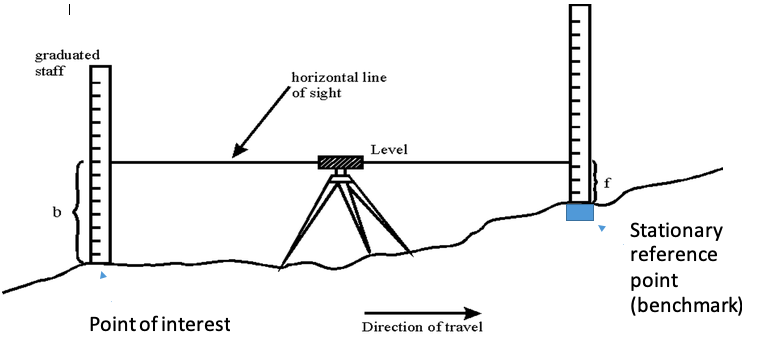 graduated
staff
horizontal line
of sight
Level
b
f
Stationary
reference
point
(benchmark)
Point of interest
Direction of travel